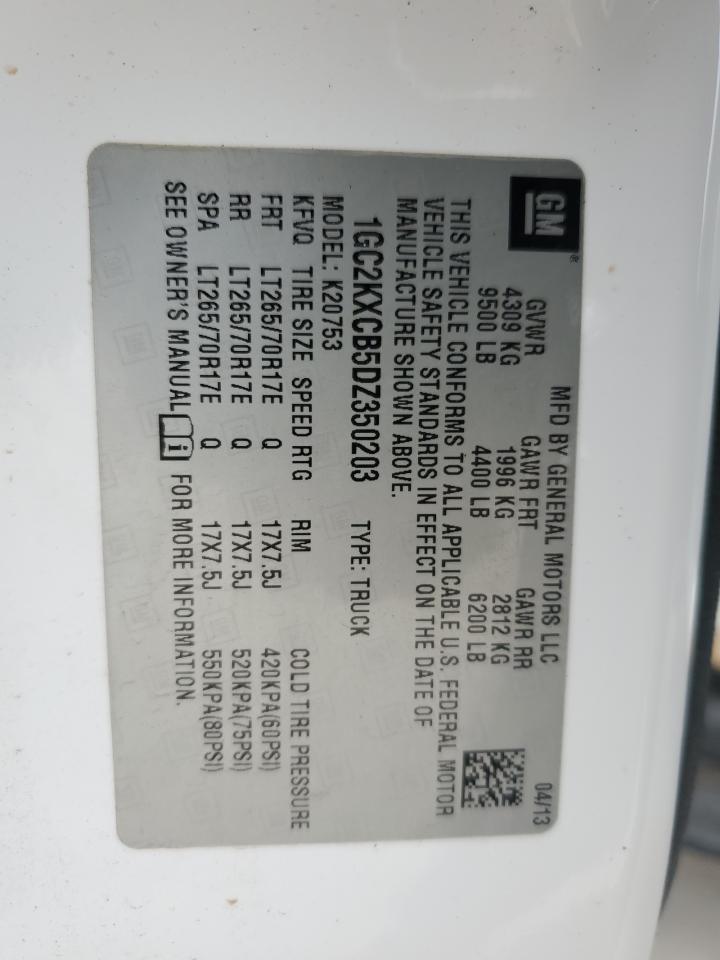 GM®
MFD BY GENERAL MOTORS LLC 04/13
GVWR GAWR FRT GAWR RR
4309 KG 1996 KG 2812 KG
9500 LB 4400 LB 6200 LB
THIS VEHICLE CONFORMS TO ALL APPLICABLE U.S. FEDERAL MOTOR
VEHICLE SAFETY STANDARDS IN EFFECT ON THE DATE OF
MANUFACTURE SHOWN ABOVE.
1GC2KXCB5DZ350203 TYPE: TRUCK
MODEL: K20753
KFVQ TIRE SIZE SPEED RTG RIM COLD TIRE PRESSURE
FRT LT265/70R17E Q 17X7.5J 420KPA(60PSI)
RR LT265/70R17E Q 17X7.5J 520KPA(75PSI)
SPA LT265/70R17E Q 17X7.5J 550KPA(80PSI)
SEE OWNER'S MANUAL i FOR MORE INFORMATION.